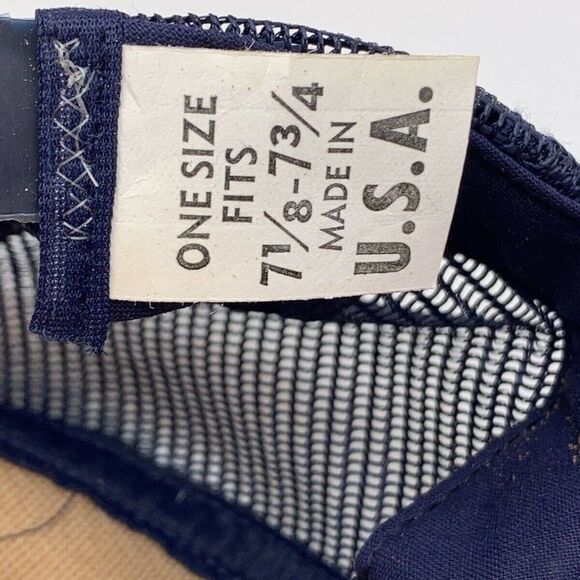 ONE SIZE
FITS
7 1/8 - 7 3/4
MADE IN
U.S.A.